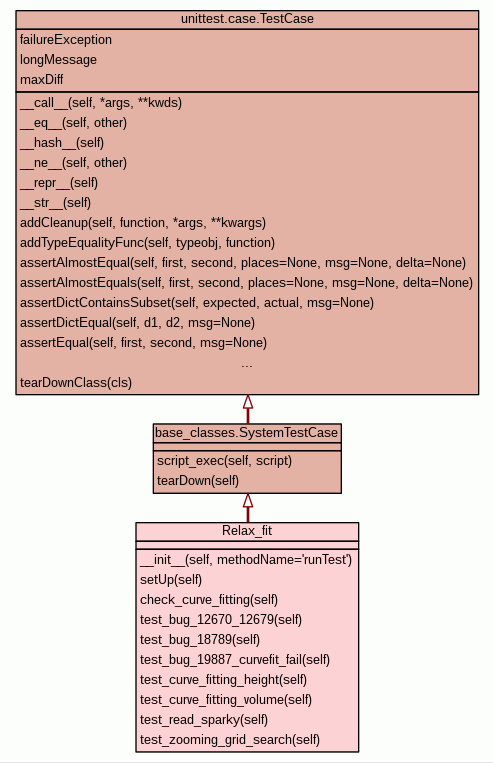 unittest.case.TestCase
failureException
longMessage
maxDiff
__call__(self, *args, **kwds)
__eq__(self, other)
__hash__(self)
__ne__(self, other)
__repr__(self)
__str__(self)
addCleanup(self, function, *args, **kwargs)
addTypeEqualityFunc(self, typeobj, function)
assertAlmostEqual(self, first, second, places=None, msg=None, delta=None)
assertAlmostEquals(self, first, second, places=None, msg=None, delta=None)
assertDictContainsSubset(self, expected, actual, msg=None)
assertDictEqual(self, d1, d2, msg=None)
assertEqual(self, first, second, msg=None)
...
tearDownClass(cls)
base_classes.SystemTestCase
script_exec(self, script)
tearDown(self)
Relax_fit
__init__(self, methodName='runTest')
setUp(self)
check_curve_fitting(self)
test_bug_12670_12679(self)
test_bug_18789(self)
test_bug_19887_curvefit_fail(self)
test_curve_fitting_height(self)
test_curve_fitting_volume(self)
test_read_sparky(self)
test_zooming_grid_search(self)